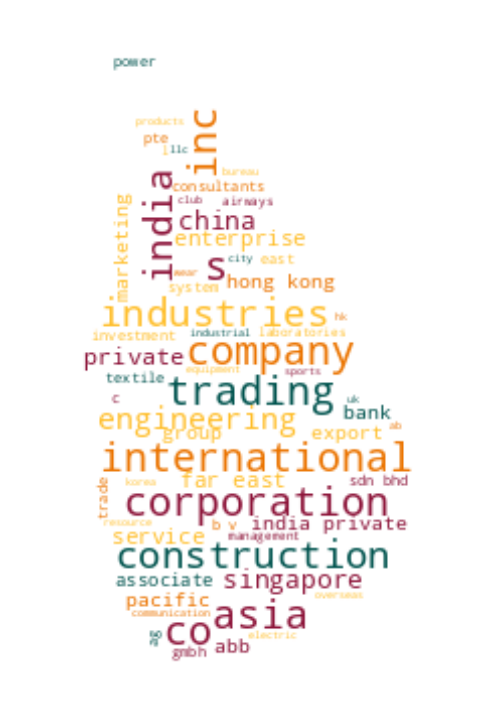 power
products
inc
pte
l
llc
bureau
india
consultants
marketing
club
airways
china
enterprise
s
city
east
wear
system
hong kong
industries
hk
investment
industrial
laboratories
private
company
equipment
sports
textile
trading
c
uk
bank
engineering
group
export
ab
international
trade
korea
far east
sdn bhd
corporation
resource
b v
india private
service
management
construction
associate
singapore
pacific
overseas
communication
asia
co
ag
electric
gmbh
abb